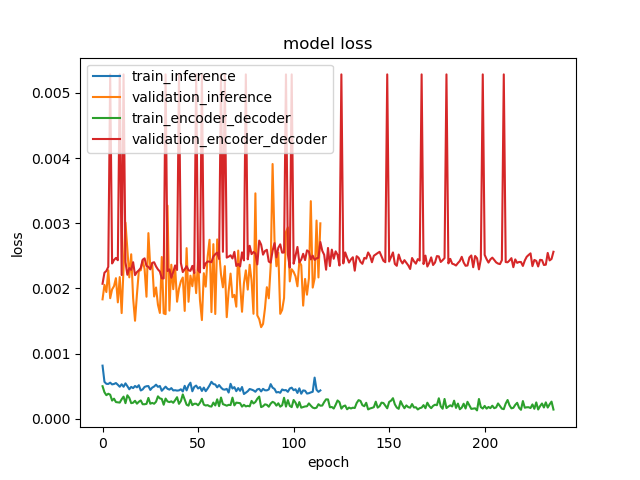 model loss
train_inference
validation_inference
train_encoder_decoder
validation_encoder_decoder
loss
0.005
0.004
0.003
0.002
0.001
0.000
0 50 100 150 200
epoch